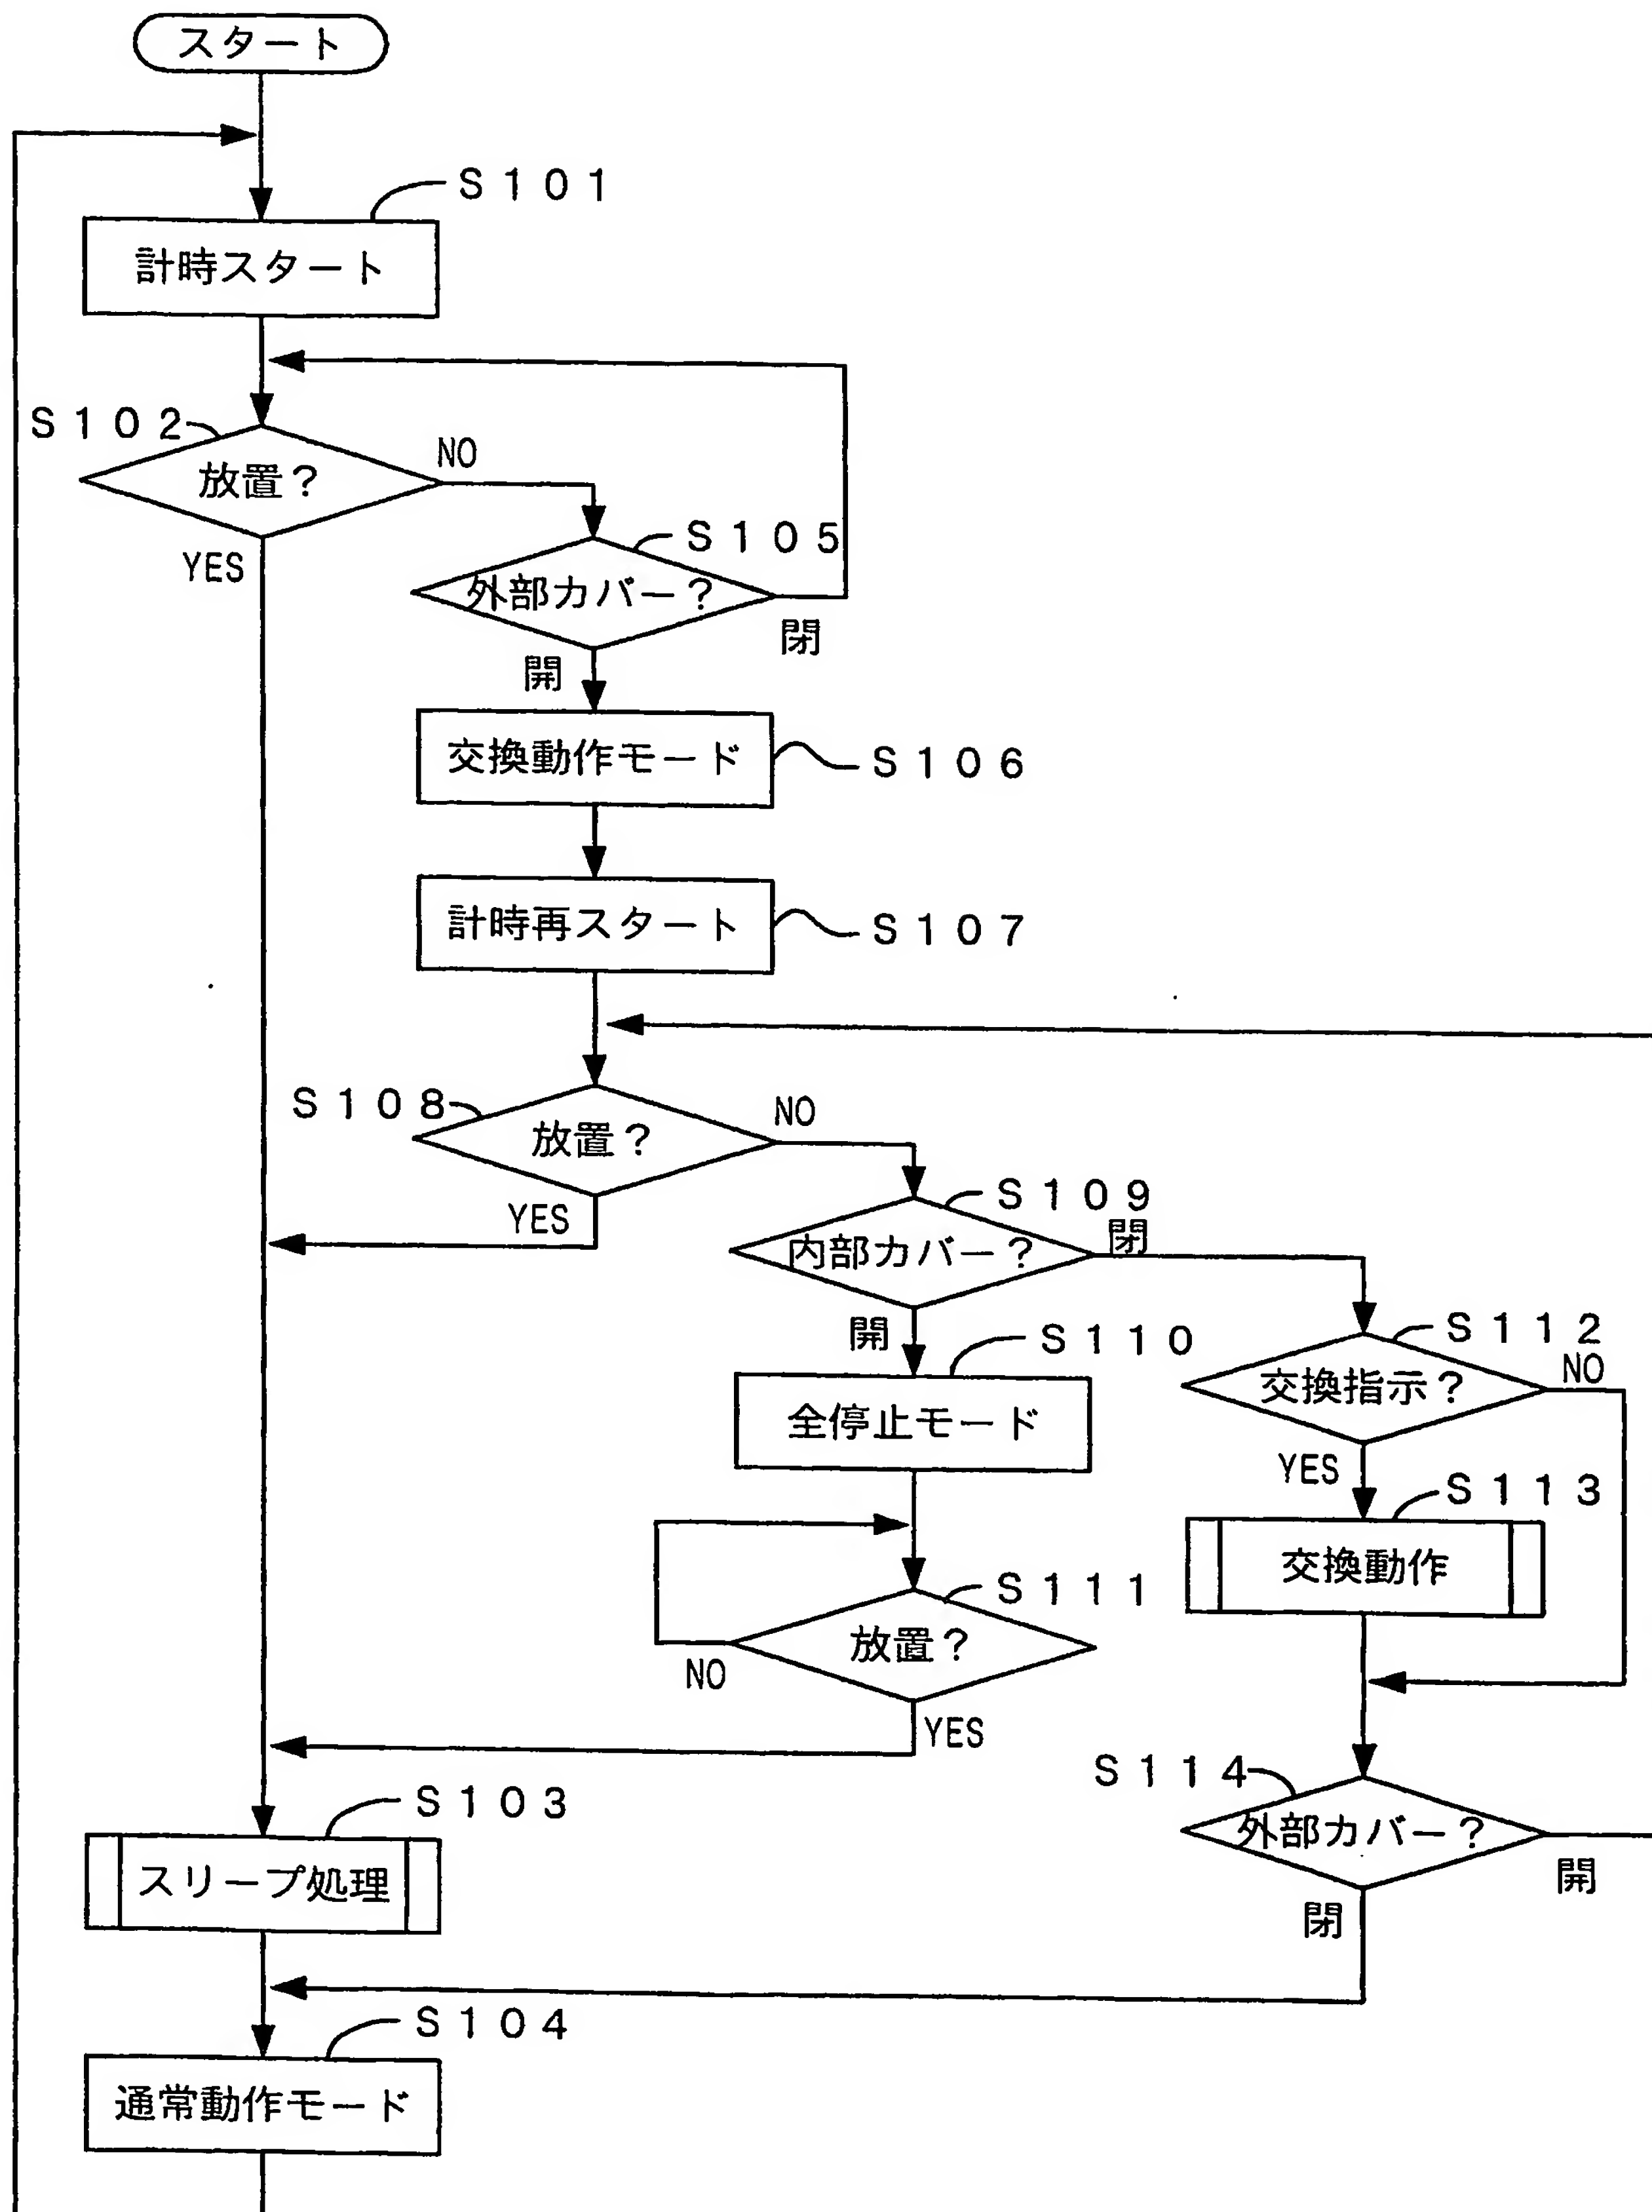 スタート
S101
計時スタート
S102
放置？
NO
YES
S105
外部カバー？
閉
開
交換動作モード
S106
計時再スタート
S107
S108
放置？
NO
YES
S109
内部カバー？
閉
開
S110
全停止モード
S112
交換指示？
NO
YES
S113
交換動作
S111
放置？
NO
YES
S114
外部カバー？
開
閉
S103
スリープ処理
S104
通常動作モード